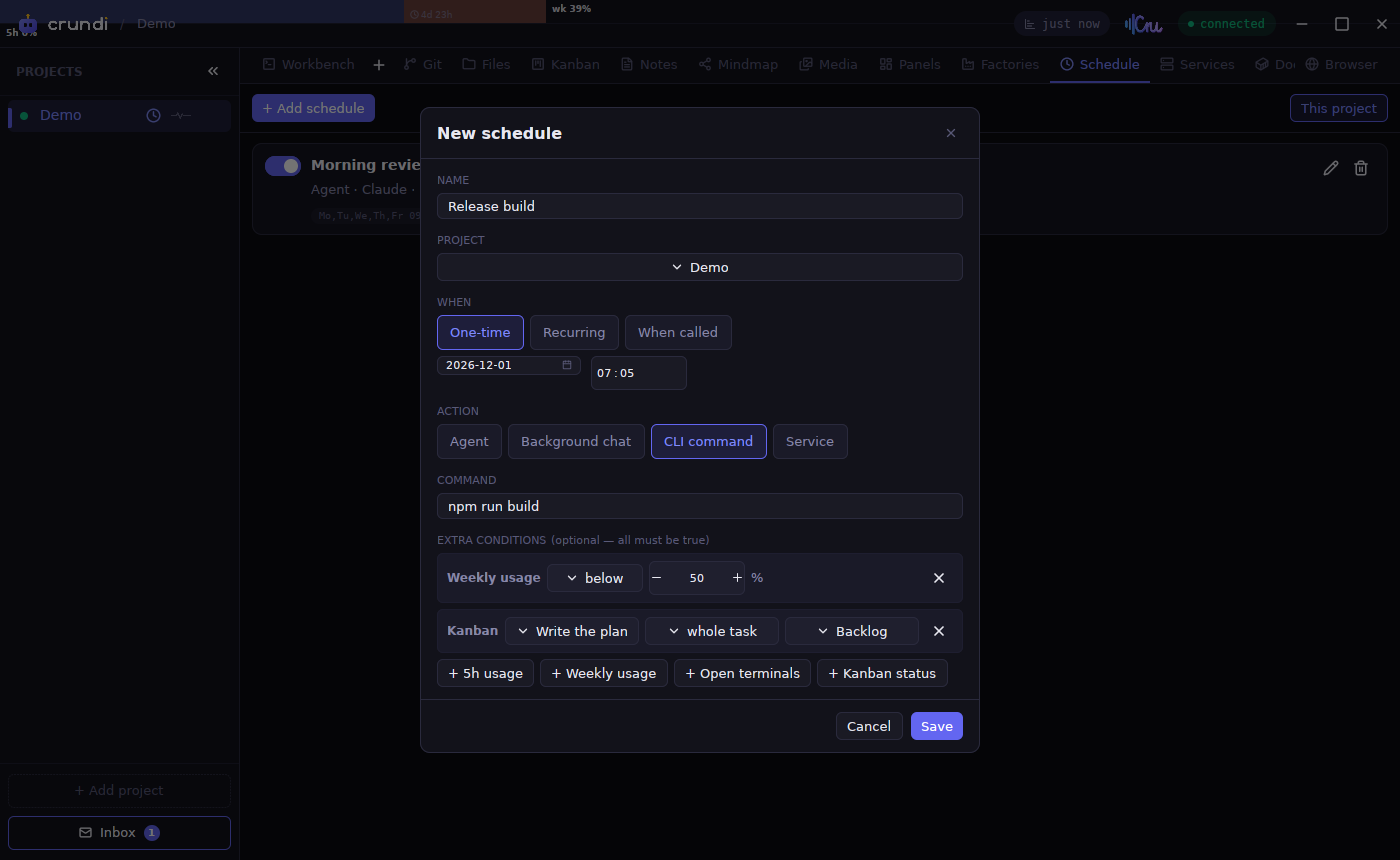 4d 23h
wk 39%
5h 0%
crundi / Demo
just now
Cru
connected
PROJECTS
Workbench
Git
Files
Kanban
Notes
Mindmap
Media
Panels
Factories
Schedule
Services
Doc
Browser
Demo
+ Add schedule
This project
Morning revie
Agent · Claude ·
Mo,Tu,We,Th,Fr 09
New schedule
NAME
Release build
PROJECT
Demo
WHEN
One-time
Recurring
When called
2026-12-01
07 : 05
ACTION
Agent
Background chat
CLI command
Service
COMMAND
npm run build
EXTRA CONDITIONS (optional — all must be true)
Weekly usage
below
− 50 +
%
Kanban
Write the plan
whole task
Backlog
+ 5h usage
+ Weekly usage
+ Open terminals
+ Kanban status
Cancel
Save
+ Add project
Inbox 1